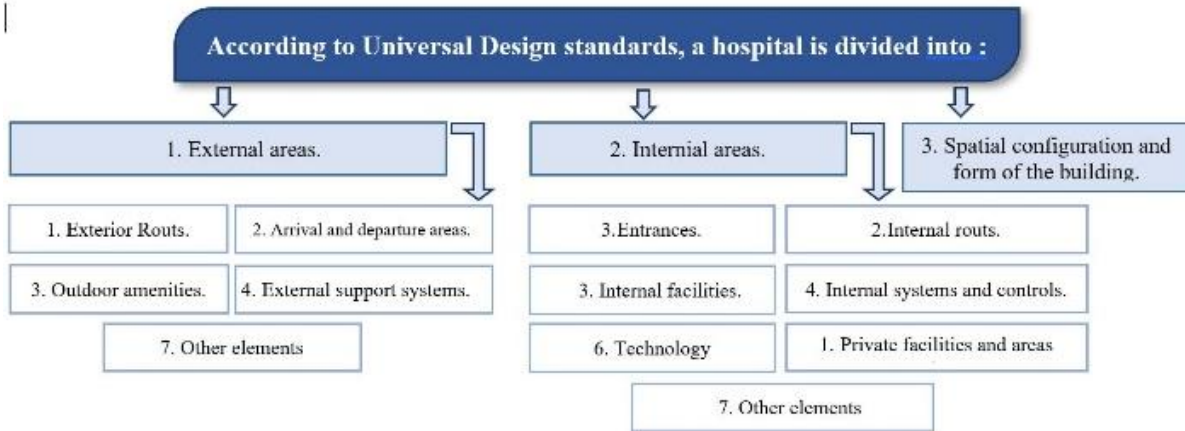 According to Universal Design standards, a hospital is divided into :
1. External areas.
2. Internial areas.
3. Spatial configuration and
form of the building.
1. Exterior Routs.
2. Arrival and departure areas.
3. Outdoor amenities.
4. External support systems.
7. Other elements
3.Entrances.
2.Internal routs.
3. Internal facilities.
4. Internal systems and controls.
6. Technology
1. Private facilities and areas
7. Other elements